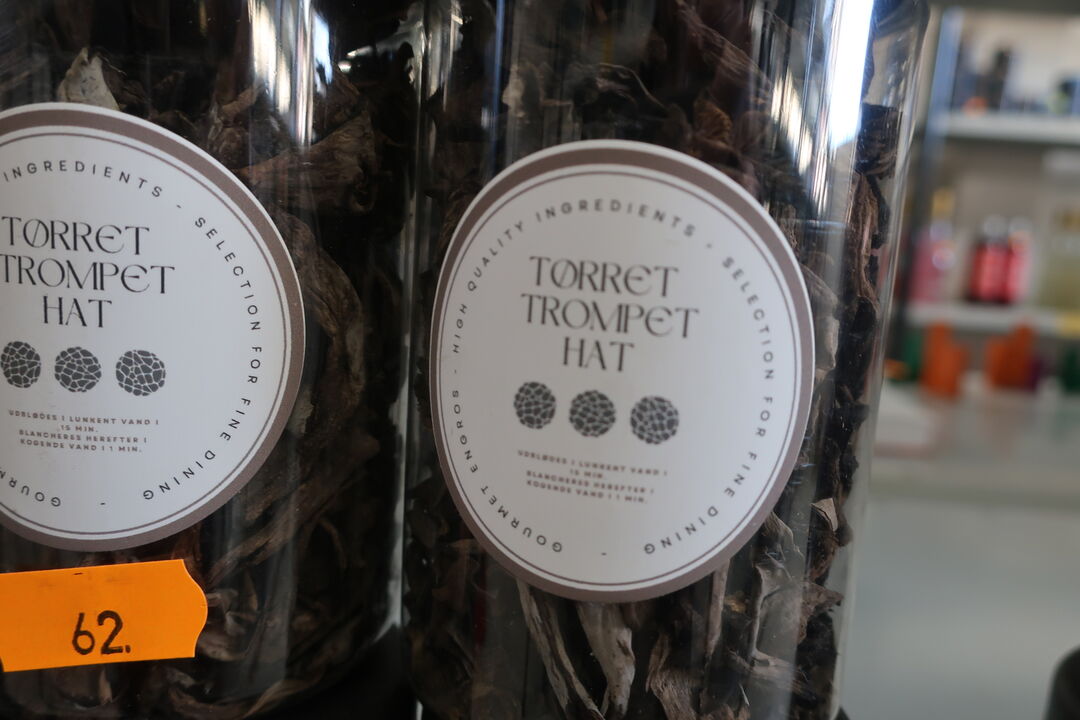 INGREDIENTS - SELECTION FOR FINE DINING - GOURM
TØRRET
TROMPET
HAT
UDBLØDES I LUNKENT VAND I
15 MIN.
BLANCHERES HEREFTER I
KOGENDE VAND I 1 MIN.
62.
GOURMET ENGROS - HIGH QUALITY INGREDIENTS - SELECTION FOR FINE DINING -
TØRRET
TROMPET
HAT
UDBLØDES I LUNKENT VAND I
15 MIN.
BLANCHERES HEREFTER I
KOGENDE VAND I 1 MIN.